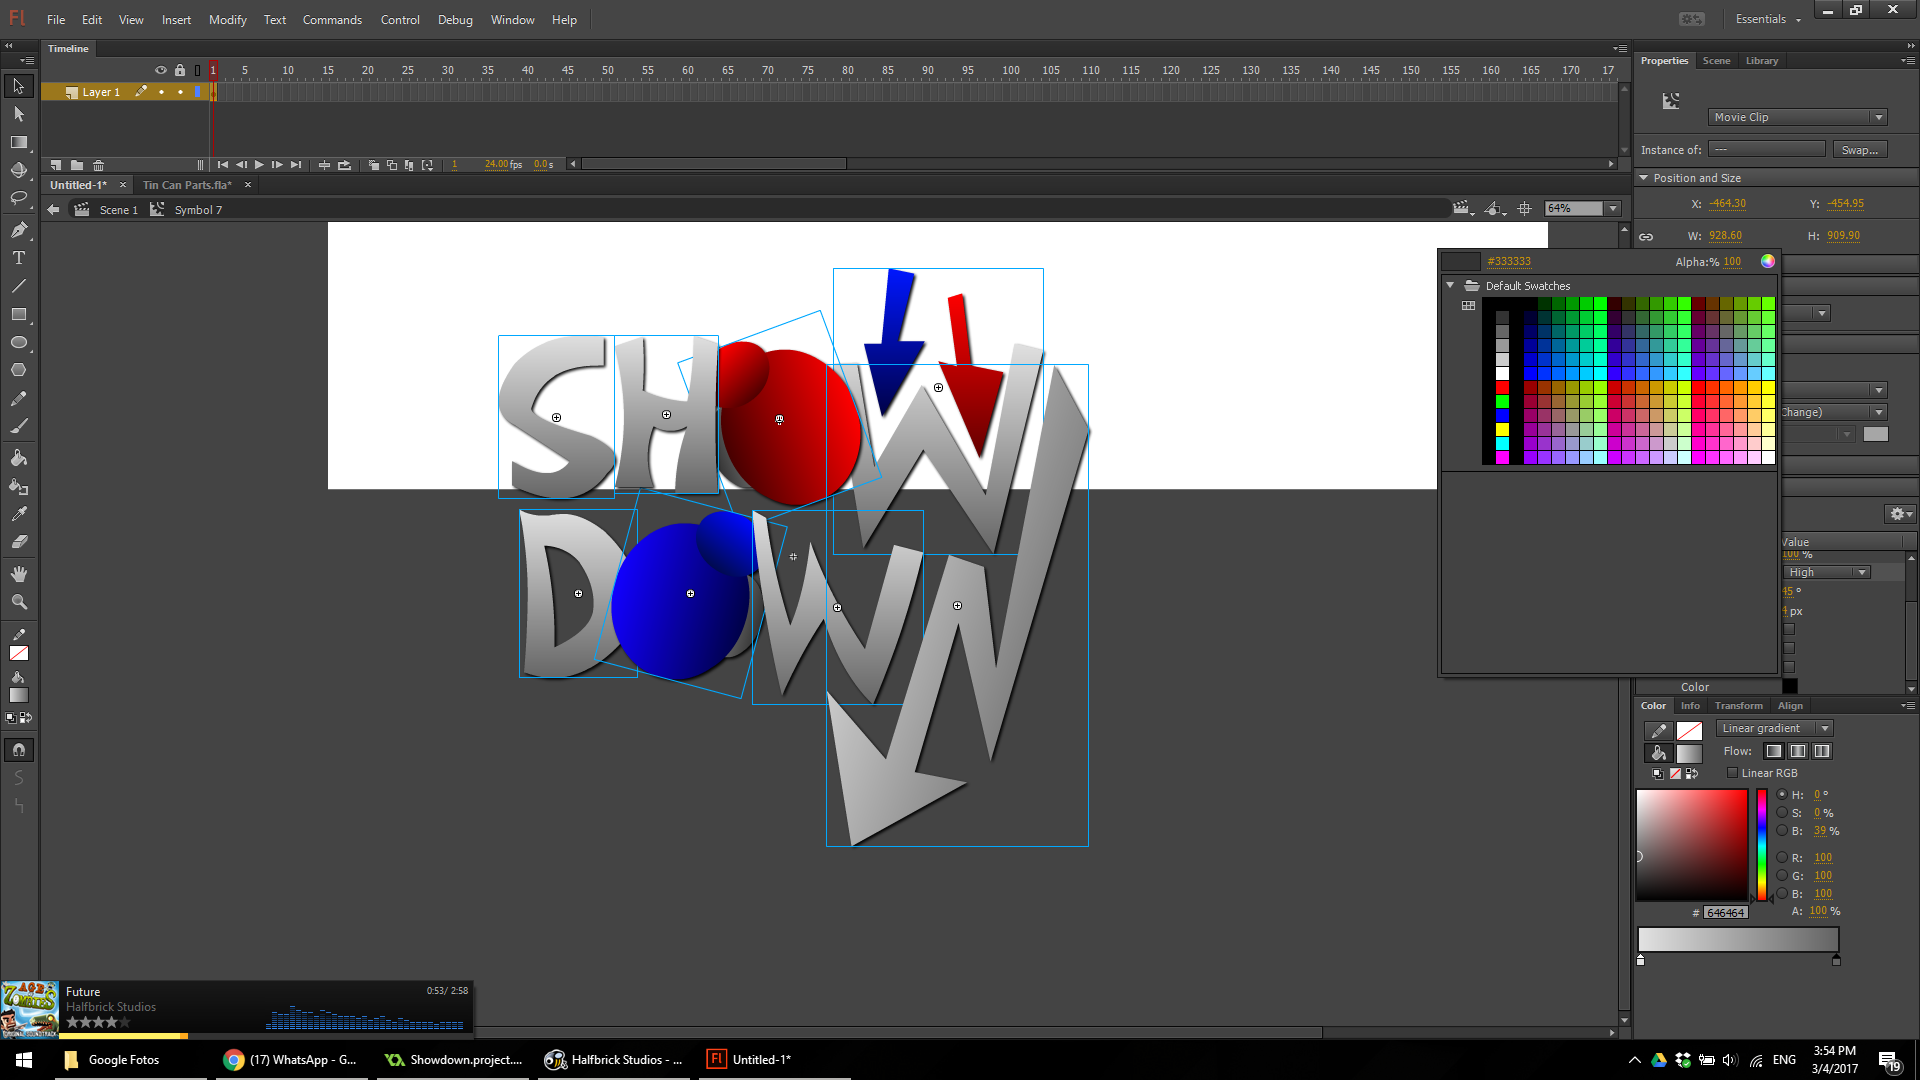 Fl File Edit View Insert Modify Text Commands Control Debug Window Help Essentials
Timeline
1 5 10 15 20 25 30 35 40 45 50 55 60 65 70 75 80 85 90 95 100 105 110 115 120 125 130 135 140 145 150 155 160 165 170 17
Layer 1
1 24.00 fps 0.0 s
Untitled-1* Tin Can Parts.fla*
Scene 1 Symbol 7 64%
Properties Scene Library
Movie Clip
Instance of: --- Swap...
Position and Size
X: -464.30 Y: -454.95
W: 928.60 H: 909.90
#333333 Alpha:% 100
Default Swatches
Change)
Value
100 %
High
45 °
4 px
Color
SHOW
DOWN
Color Info Transform Align
Linear gradient
Flow:
Linear RGB
H: 0 °
S: 0 %
B: 39 %
R: 100
G: 100
B: 100
# 646464 A: 100 %
AGE OF ZOMBIES
Future 0:53/ 2:58
Halfbrick Studios
Google Fotos (17) WhatsApp - G... Showdown.project.... Halfbrick Studios - ... Fl Untitled-1* ENG 3:54 PM
3/4/2017 19